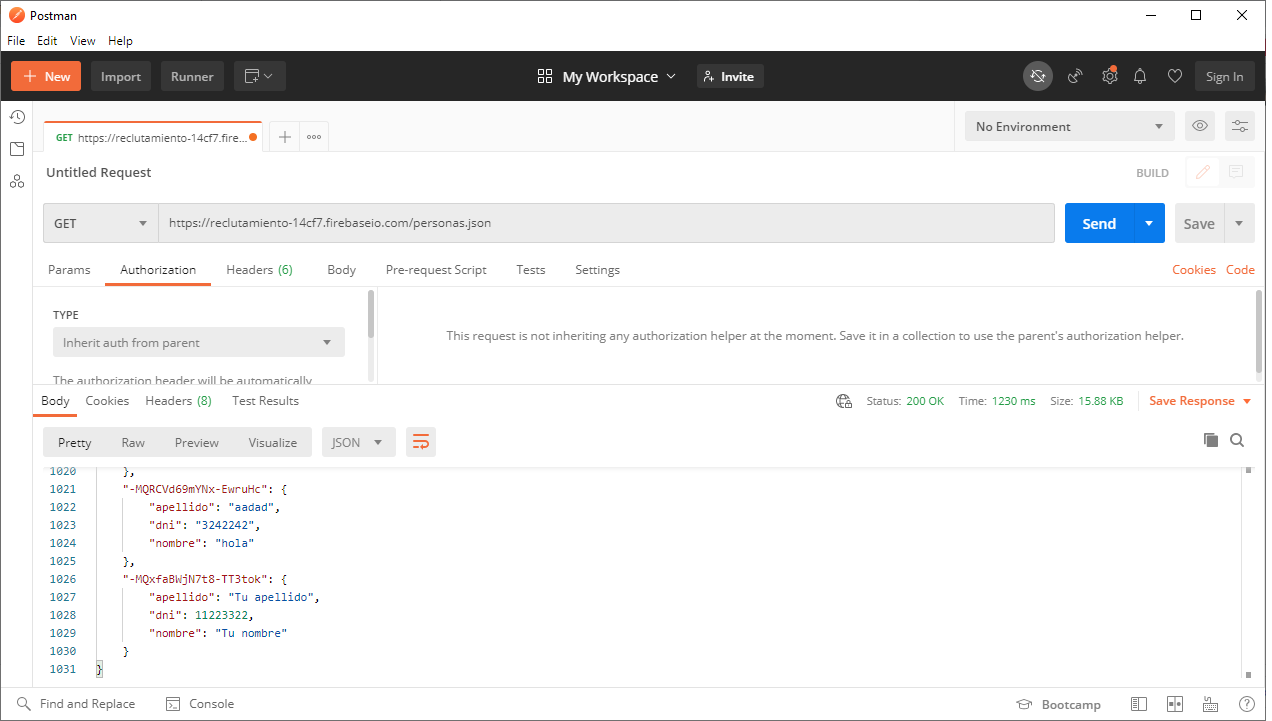 Postman
File Edit View Help
New Import Runner My Workspace Invite Sign In
GET https://reclutamiento-14cf7.fire... No Environment
Untitled Request BUILD
GET https://reclutamiento-14cf7.firebaseio.com/personas.json Send Save
Params Authorization Headers (6) Body Pre-request Script Tests Settings Cookies Code
TYPE
Inherit auth from parent
This request is not inheriting any authorization helper at the moment. Save it in a collection to use the parent's authorization helper.
The authorization header will be automatically
Body Cookies Headers (8) Test Results Status: 200 OK Time: 1230 ms Size: 15.88 KB Save Response
Pretty Raw Preview Visualize JSON
1020 },
1021 "-MQRCVd69mYNx-EwruHc": {
1022 "apellido": "aadad",
1023 "dni": "3242242",
1024 "nombre": "hola"
1025 },
1026 "-MQxfaBWjN7t8-TT3tok": {
1027 "apellido": "Tu apellido",
1028 "dni": 11223322,
1029 "nombre": "Tu nombre"
1030 }
1031 }
Find and Replace Console Bootcamp